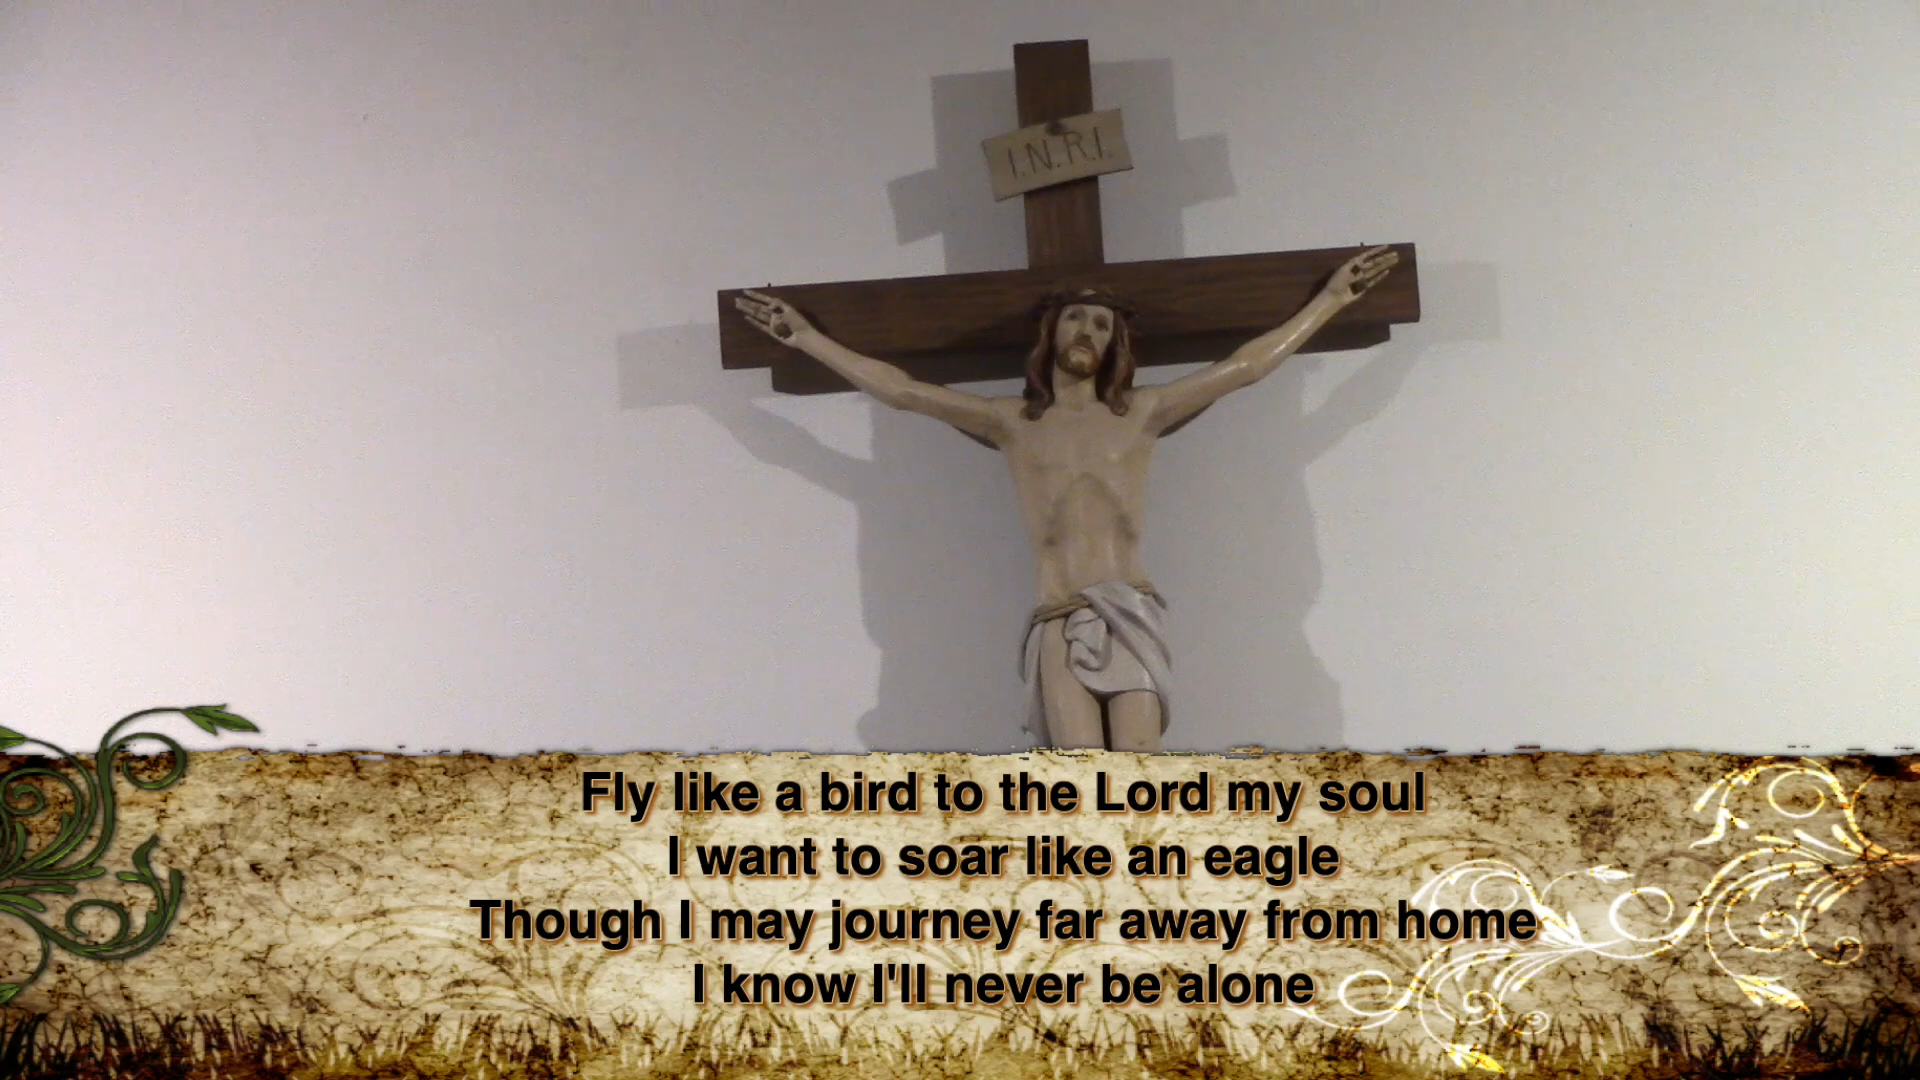 I.N.R.I.
Fly like a bird to the Lord my soul
I want to soar like an eagle
Though I may journey far away from home
I know I'll never be alone